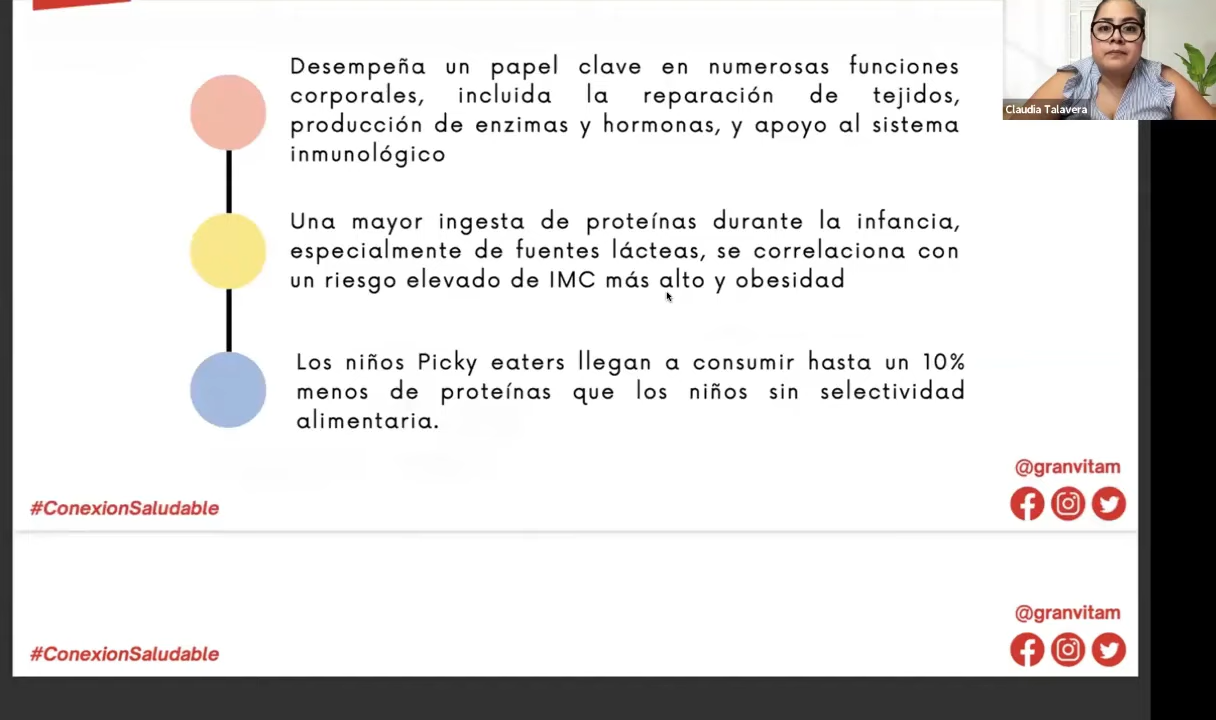 Desempeña un papel clave en numerosas funciones
corporales, incluida la reparación de tejidos,
producción de enzimas y hormonas, y apoyo al sistema
inmunológico
Claudia Talavera
Una mayor ingesta de proteínas durante la infancia,
especialmente de fuentes lácteas, se correlaciona con
un riesgo elevado de IMC más alto y obesidad
Los niños Picky eaters llegan a consumir hasta un 10%
menos de proteínas que los niños sin selectividad
alimentaria.
@granvitam
#ConexionSaludable
@granvitam
#ConexionSaludable